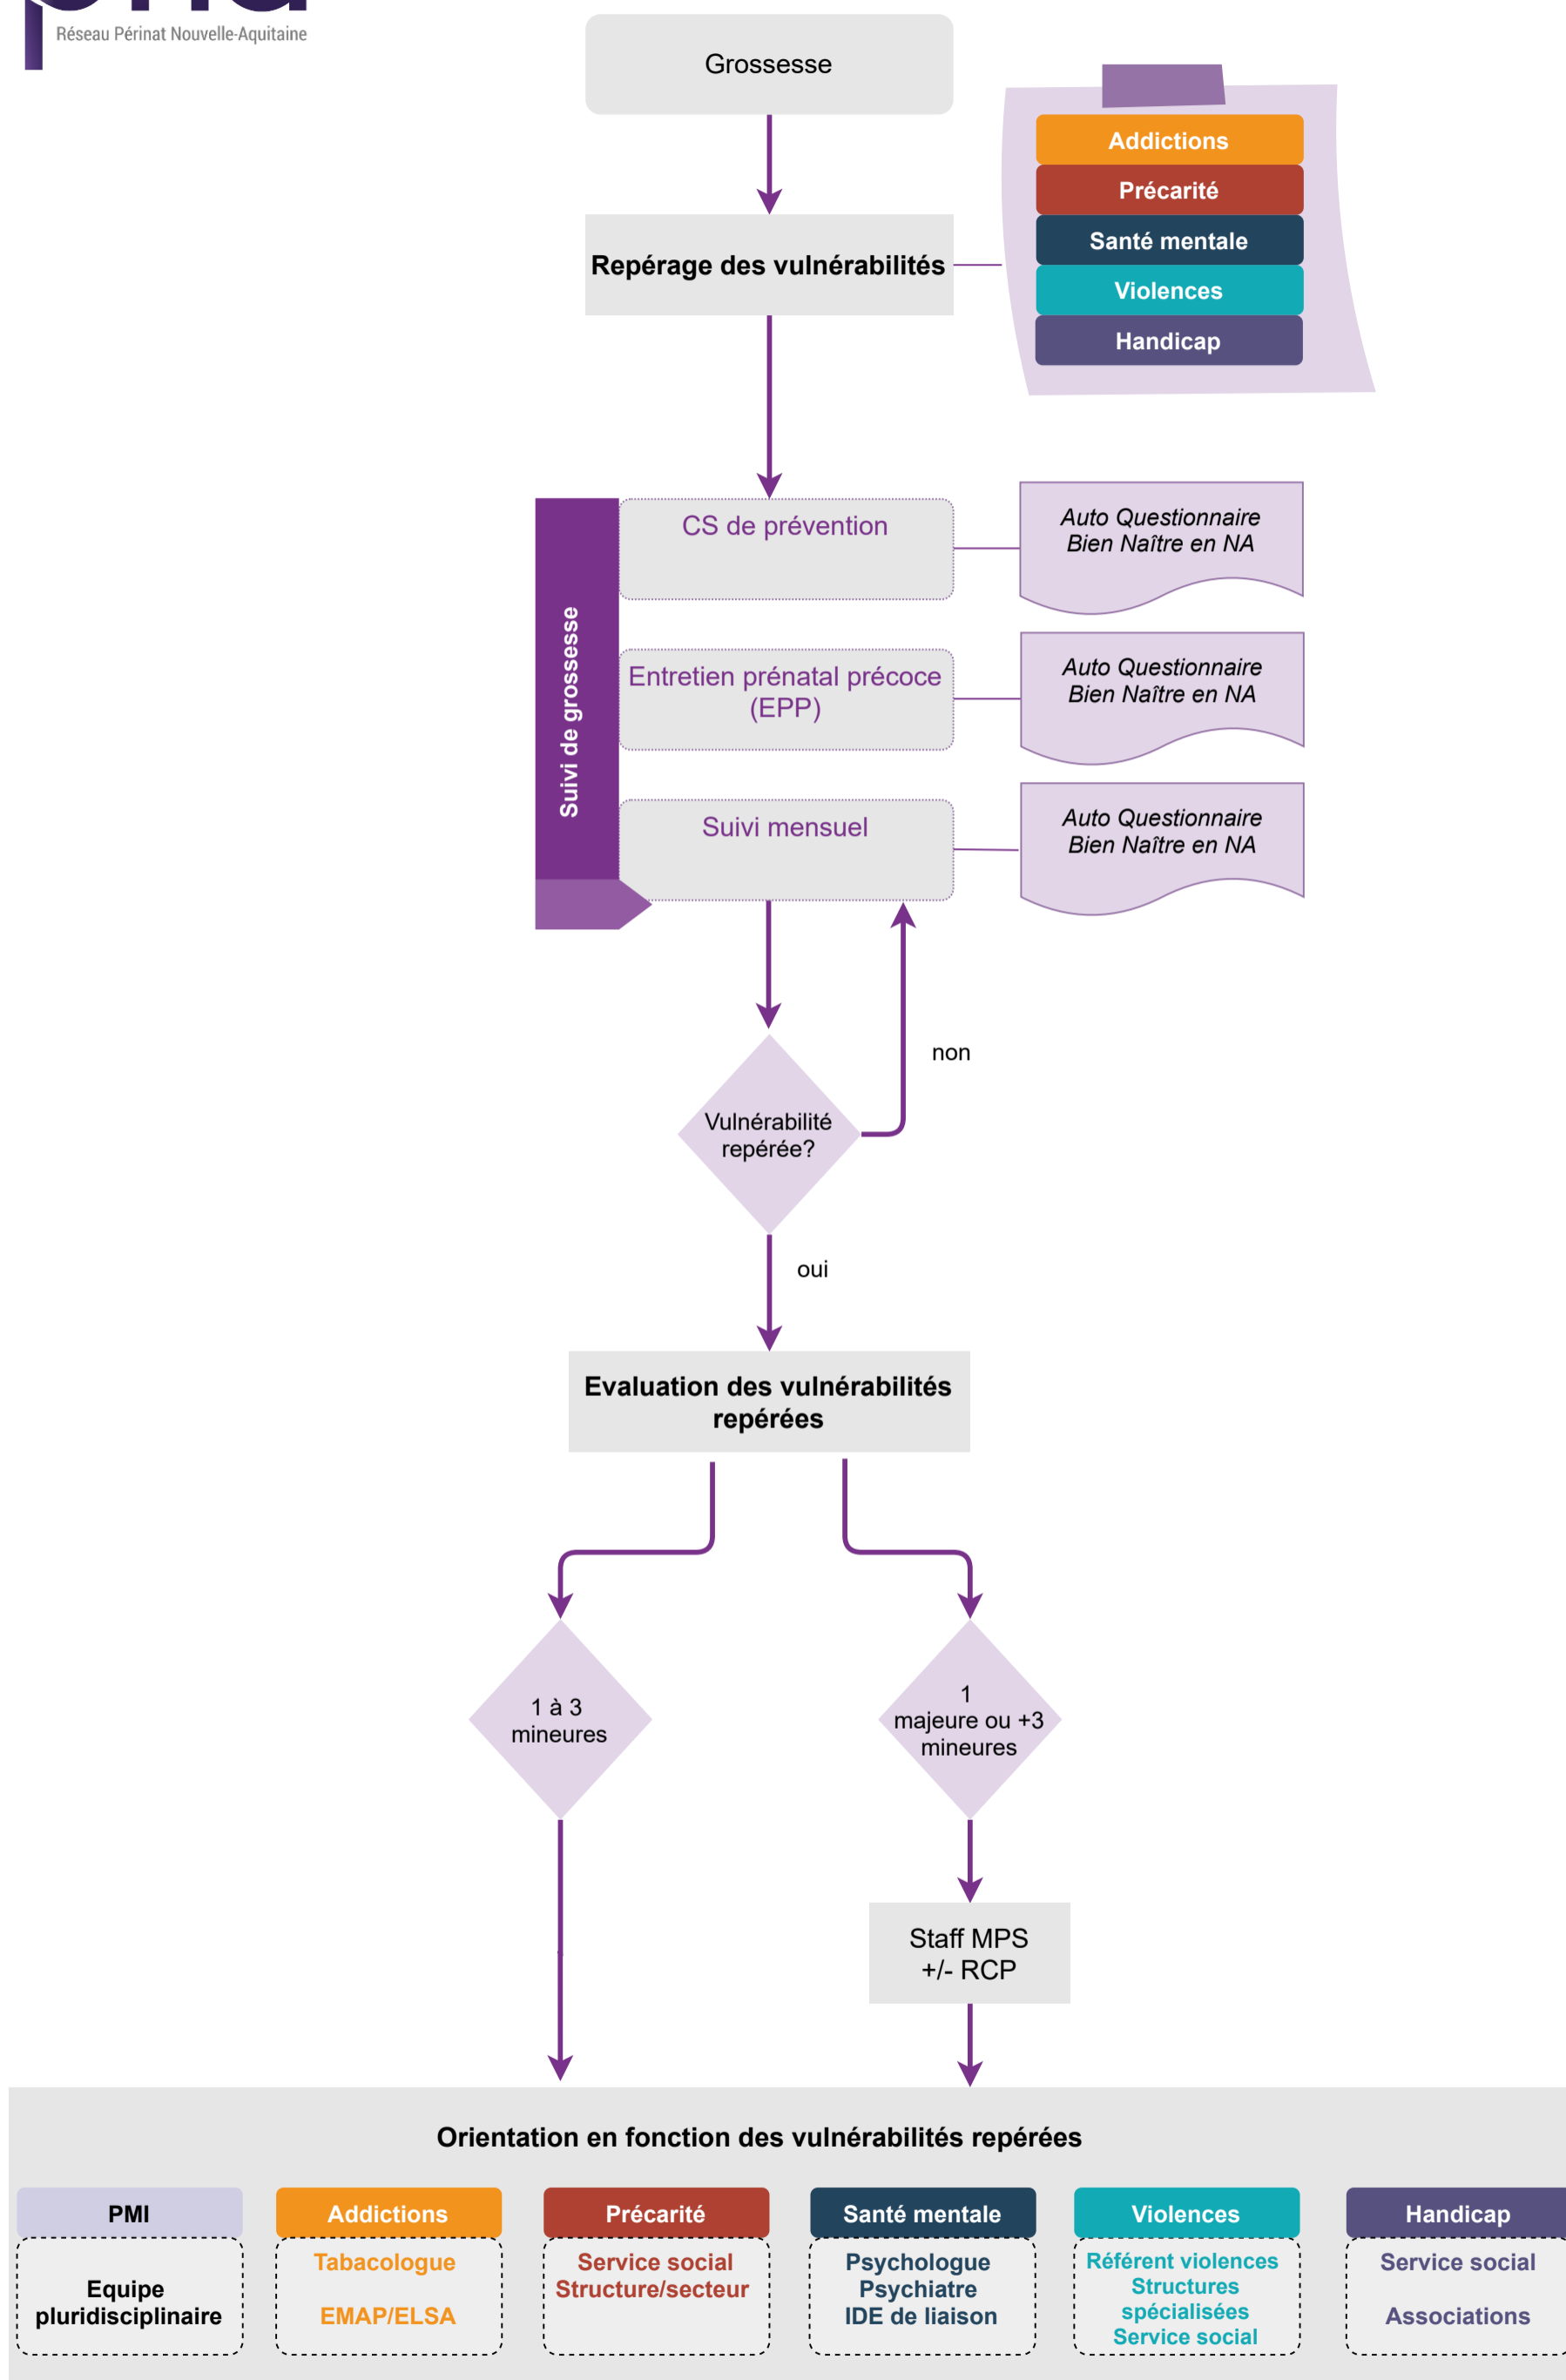 Réseau Périnat Nouvelle-Aquitaine
Grossesse
Repérage des vulnérabilités
Addictions
Précarité
Santé mentale
Violences
Handicap
Suivi de grossesse
CS de prévention
Auto Questionnaire
Bien Naître en NA
Entretien prénatal précoce
(EPP)
Auto Questionnaire
Bien Naître en NA
Suivi mensuel
Auto Questionnaire
Bien Naître en NA
non
Vulnérabilité
repérée?
oui
Evaluation des vulnérabilités
repérées
1 à 3
mineures
1
majeure ou +3
mineures
Staff MPS
+/- RCP
Orientation en fonction des vulnérabilités repérées
PMI
Equipe
pluridisciplinaire
Addictions
Tabacologue
EMAP/ELSA
Précarité
Service social
Structure/secteur
Santé mentale
Psychologue
Psychiatre
IDE de liaison
Violences
Référent violences
Structures
spécialisées
Service social
Handicap
Service social
Associations